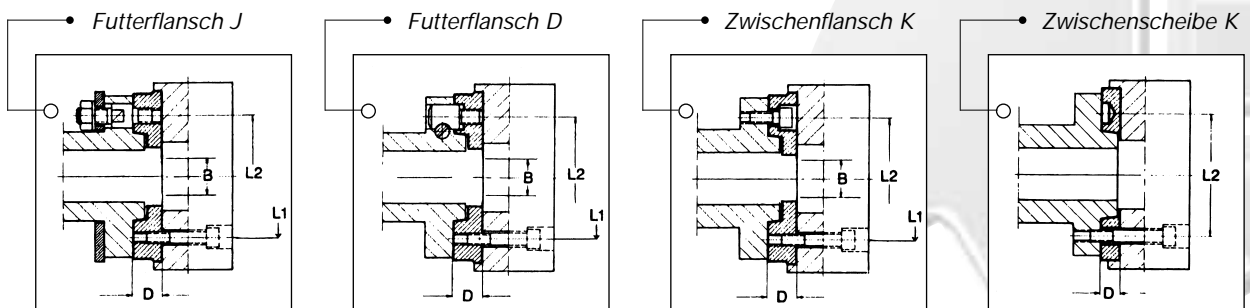 Futterflansch J
Futterflansch D
Zwischenflansch K
Zwischenscheibe K
B
L2
L1
D
B
L2
L1
D
B
L2
L1
D
L2
D